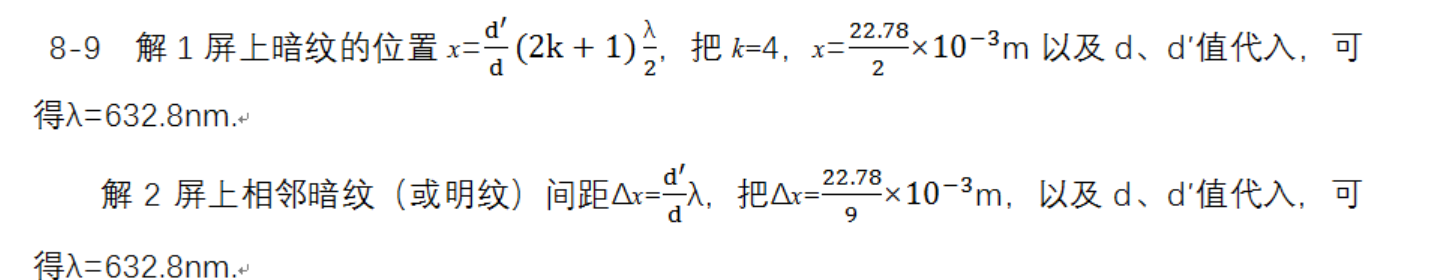 8-9 解 1 屏上暗纹的位置 x=d′/d (2k + 1) λ/2, 把 k=4, x=22.78/2×10⁻³m 以及 d、d′值代入, 可
得λ=632.8nm.↵
解 2 屏上相邻暗纹（或明纹）间距Δx=d′/d λ, 把Δx=22.78/9×10⁻³m, 以及 d、d′值代入, 可
得λ=632.8nm.↵